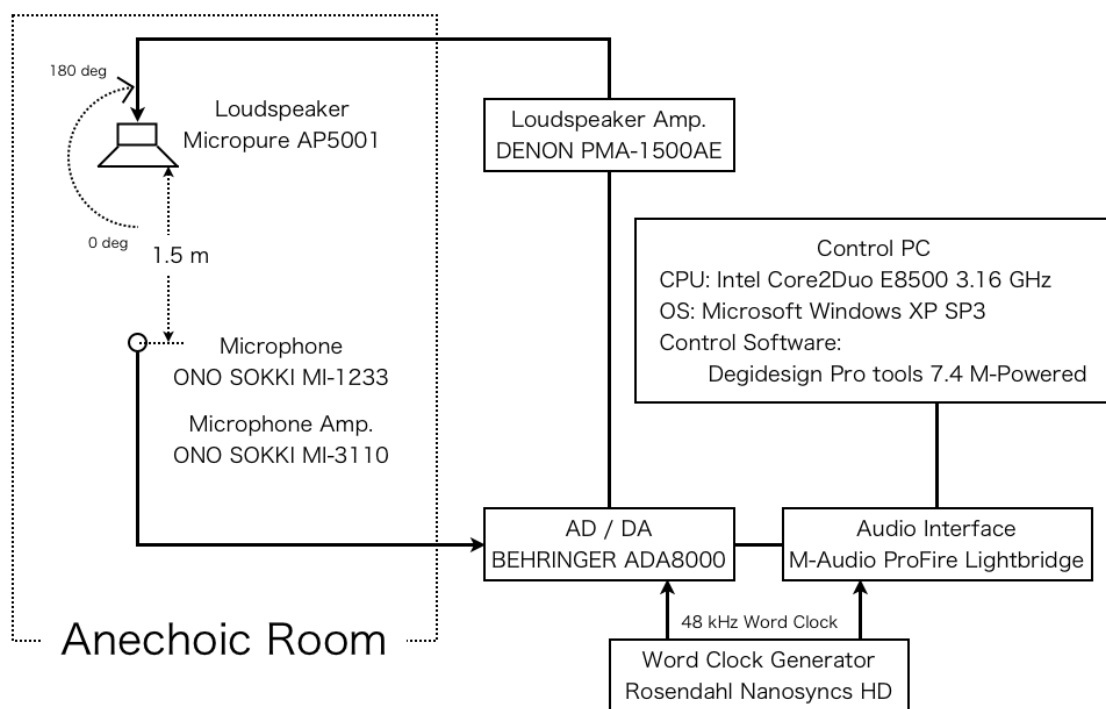 180 deg
Loudspeaker
Micropure AP5001
0 deg
1.5 m
Microphone
ONO SOKKI MI-1233
Microphone Amp.
ONO SOKKI MI-3110
Anechoic Room
Loudspeaker Amp.
DENON PMA-1500AE
Control PC
CPU: Intel Core2Duo E8500 3.16 GHz
OS: Microsoft Windows XP SP3
Control Software:
Degidesign Pro tools 7.4 M-Powered
AD / DA
BEHRINGER ADA8000
Audio Interface
M-Audio ProFire Lightbridge
48 kHz Word Clock
Word Clock Generator
Rosendahl Nanosyncs HD